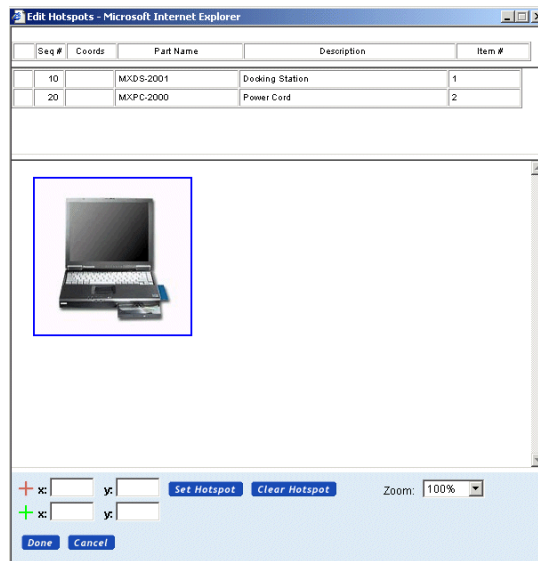 Edit Hotspots - Microsoft Internet Explorer
Seq # Coords Part Name Description Item #
10 MXDS-2001 Docking Station 1
20 MXPC-2000 Power Cord 2
x: y: Set Hotspot Clear Hotspot Zoom: 100%
x: y:
Done Cancel